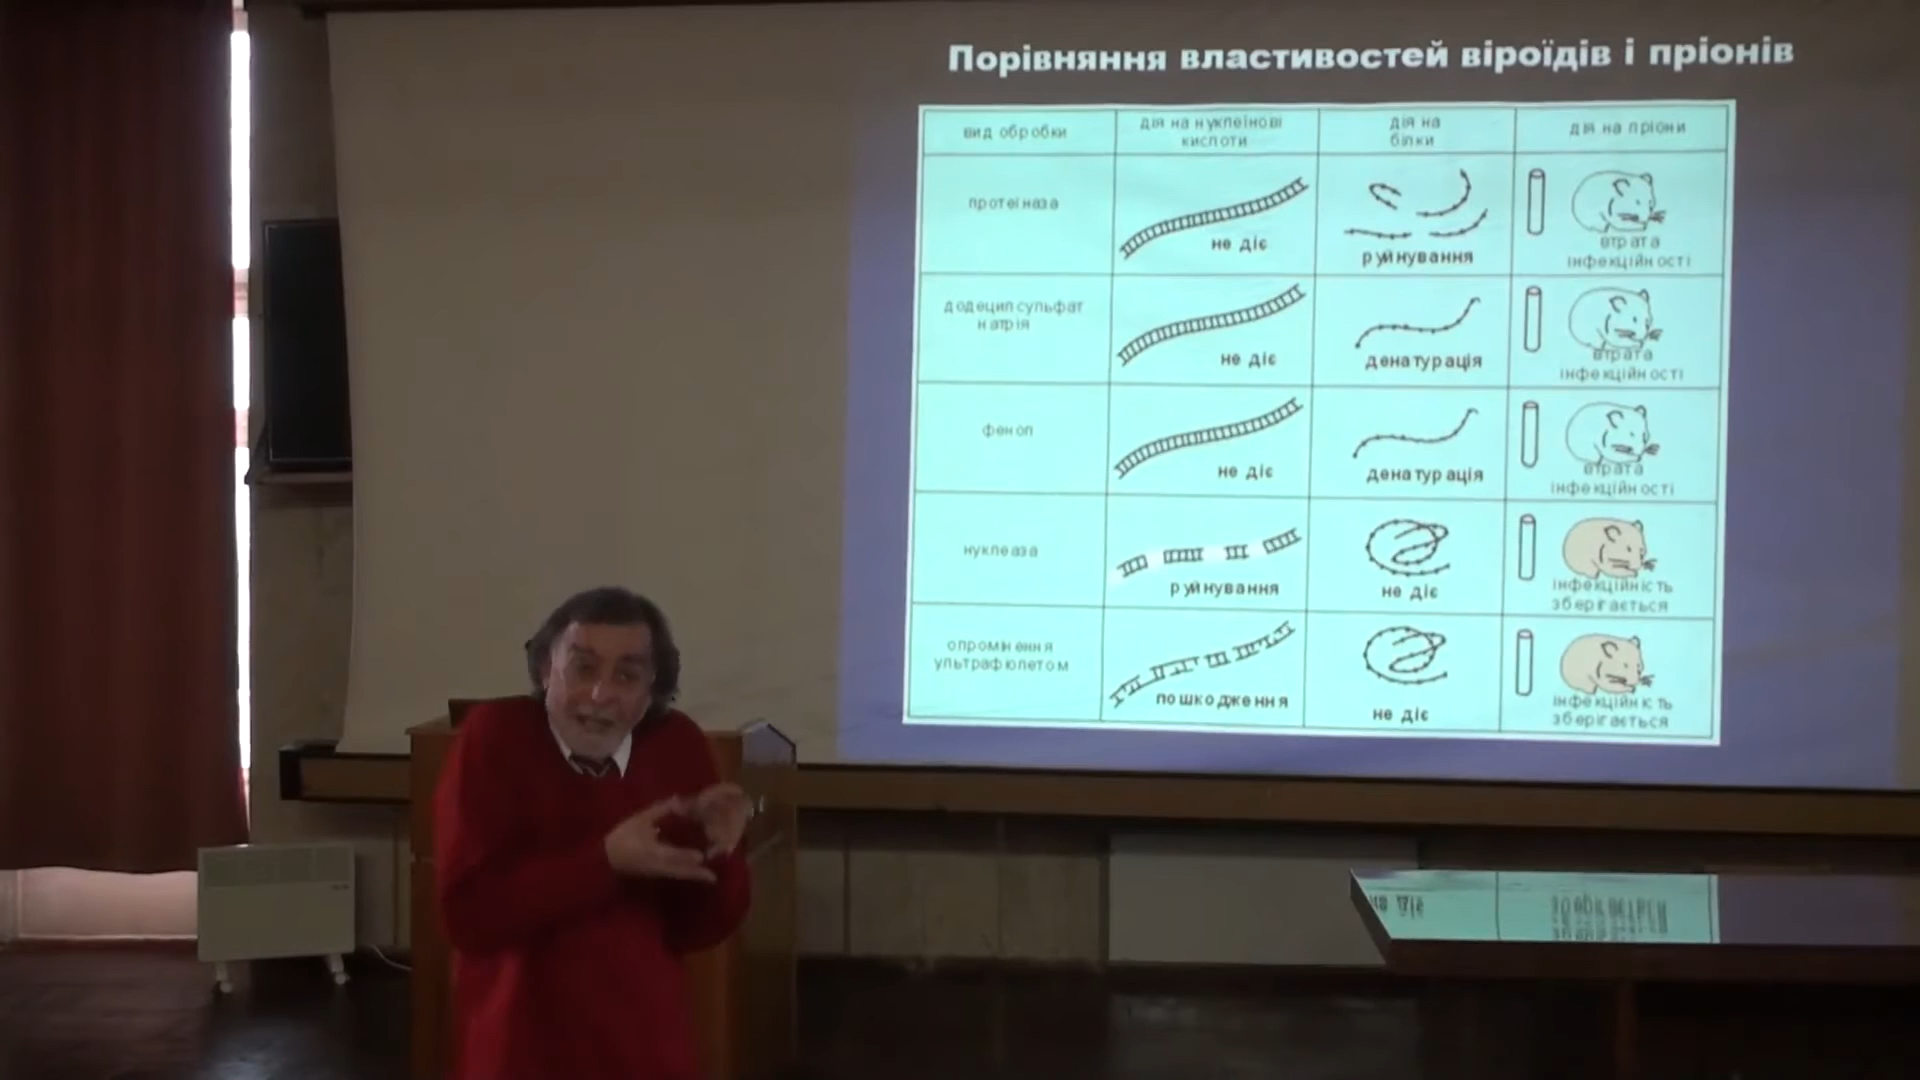 Порівняння властивостей віроїдів і пріонів
вид обробки
дія на нуклеїнові
кислоти
дія на
білки
дія на пріони
протеїназа
не діє
руйнування
втрата
інфекційності
додецилсульфат
натрія
не діє
денатурація
втрата
інфекційності
фенол
не діє
денатурація
втрата
інфекційності
нуклеаза
руйнування
не діє
інфекційність
зберігається
опромінення
ультрафіолетом
пошкодження
не діє
інфекційність
зберігається